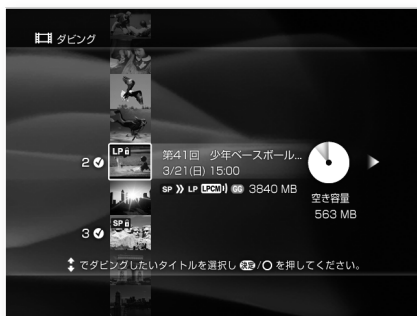 ダビング
LP
2
第41回 少年ベースボール...
3/21(日) 15:00
SP LP LPCM GG 3840 MB
空き容量
563 MB
SP
3
でダビングしたいタイトルを選択し 決定/○ を押してください。